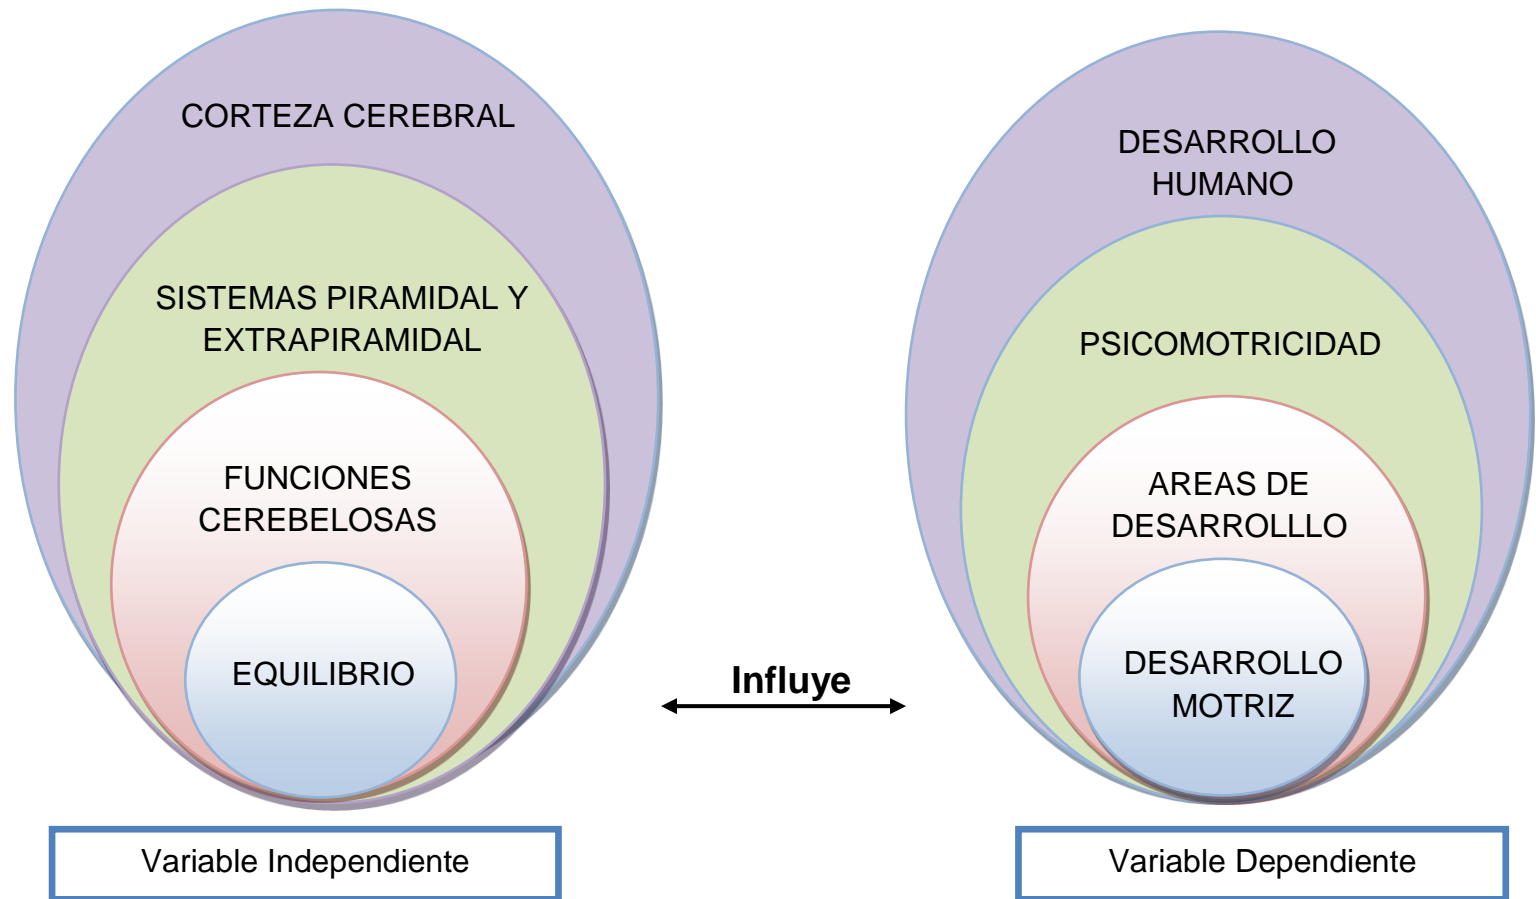 CORTEZA CEREBRAL
SISTEMAS PIRAMIDAL Y
EXTRAPIRAMIDAL
FUNCIONES
CEREBELOSAS
EQUILIBRIO
Variable Independiente
Influye
DESARROLLO
HUMANO
PSICOMOTRICIDAD
AREAS DE
DESARROLLLO
DESARROLLO
MOTRIZ
Variable Dependiente